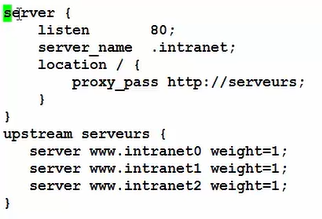 server {
    listen       80;
    server_name  .intranet;
    location / {
        proxy_pass http://serveurs;
    }
}
upstream serveurs {
   server www.intranet0 weight=1;
   server www.intranet1 weight=1;
   server www.intranet2 weight=1;
}